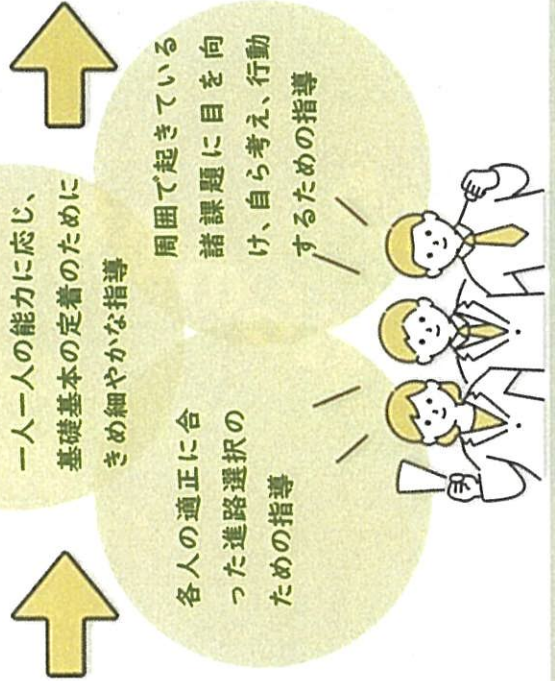 一人一人の能力に応じ、
基礎基本の定着のために
きめ細やかな指導
各人の適正に合
った進路選択の
ための指導
周囲で起きている
諸課題に目を向
け、自ら考え、行動
するための指導